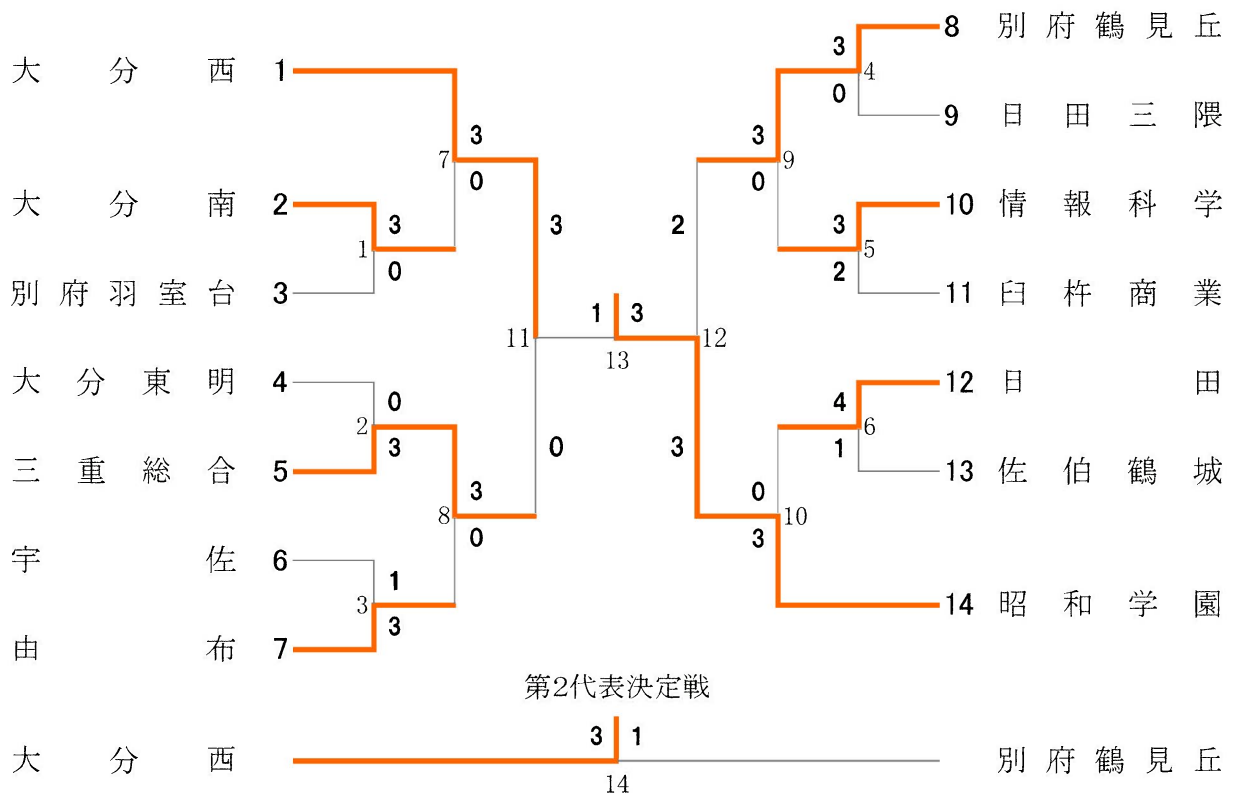 8 別府鶴見丘
3
大分西 1
4
0
9 日田三隈
3
3
7
9
0
0
大分南 2
10 情報科学
3
3
2
3
1
5
0
2
別府羽室台 3
11 臼杵商業
1 3
11
12
13
大分東明 4
12 日田
0
4
2
6
3
0
3
1
三重総合 5
13 佐伯鶴城
3
0
8
10
0
3
宇佐 6
1
3
14 昭和学園
3
由布 7
第2代表決定戦
3 1
大分西
別府鶴見丘
14